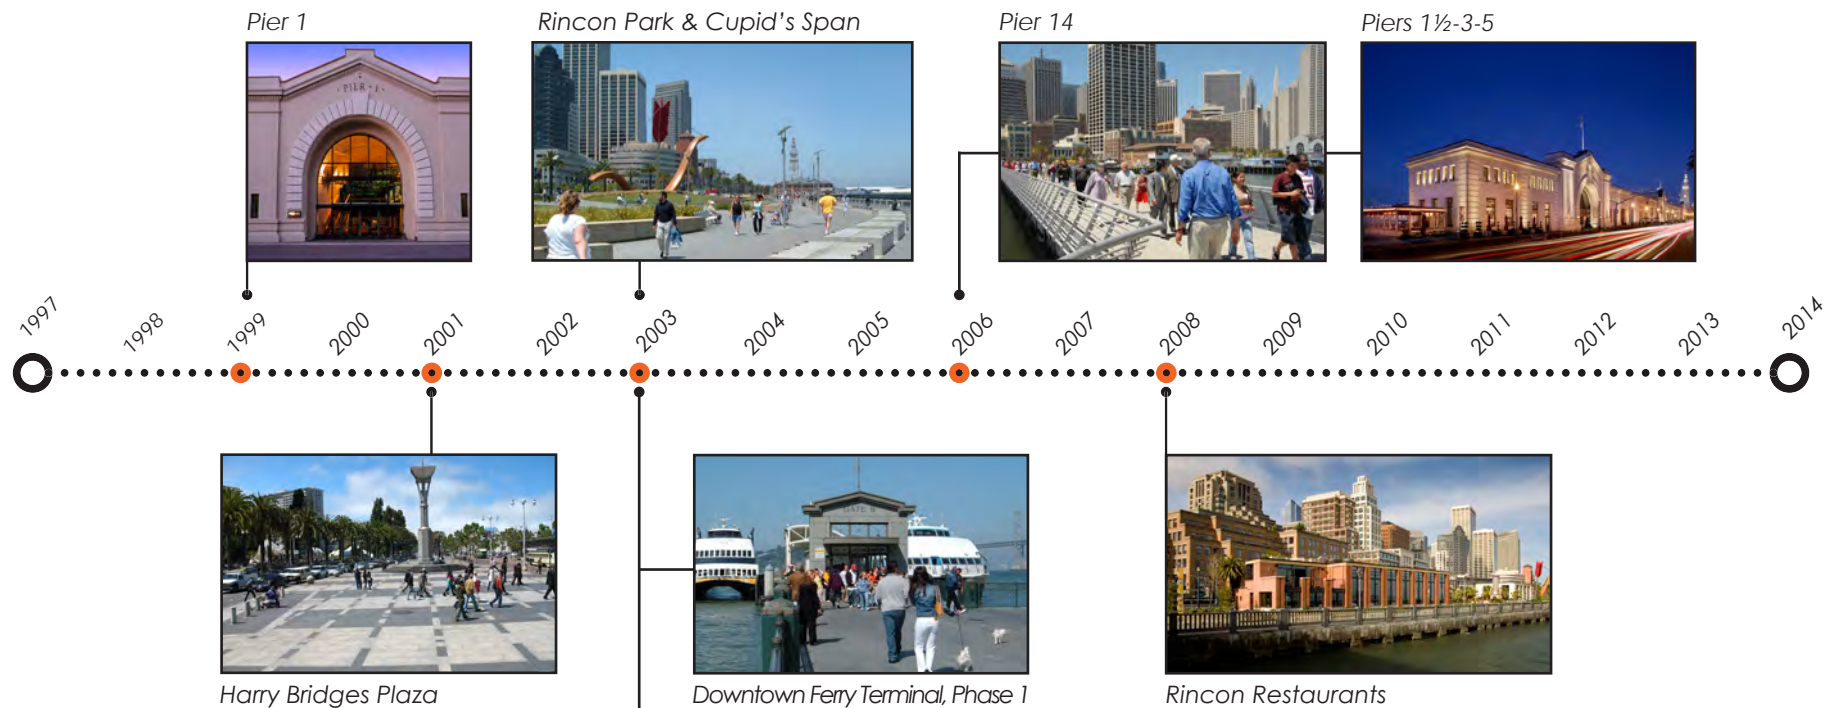 Pier 1
Rincon Park & Cupid's Span
Pier 14
Piers 1½-3-5
PIER • 1
1997
1998
1999
2000
2001
2002
2003
2004
2005
2006
2007
2008
2009
2010
2011
2012
2013
2014
Harry Bridges Plaza
Downtown Ferry Terminal, Phase 1
Rincon Restaurants